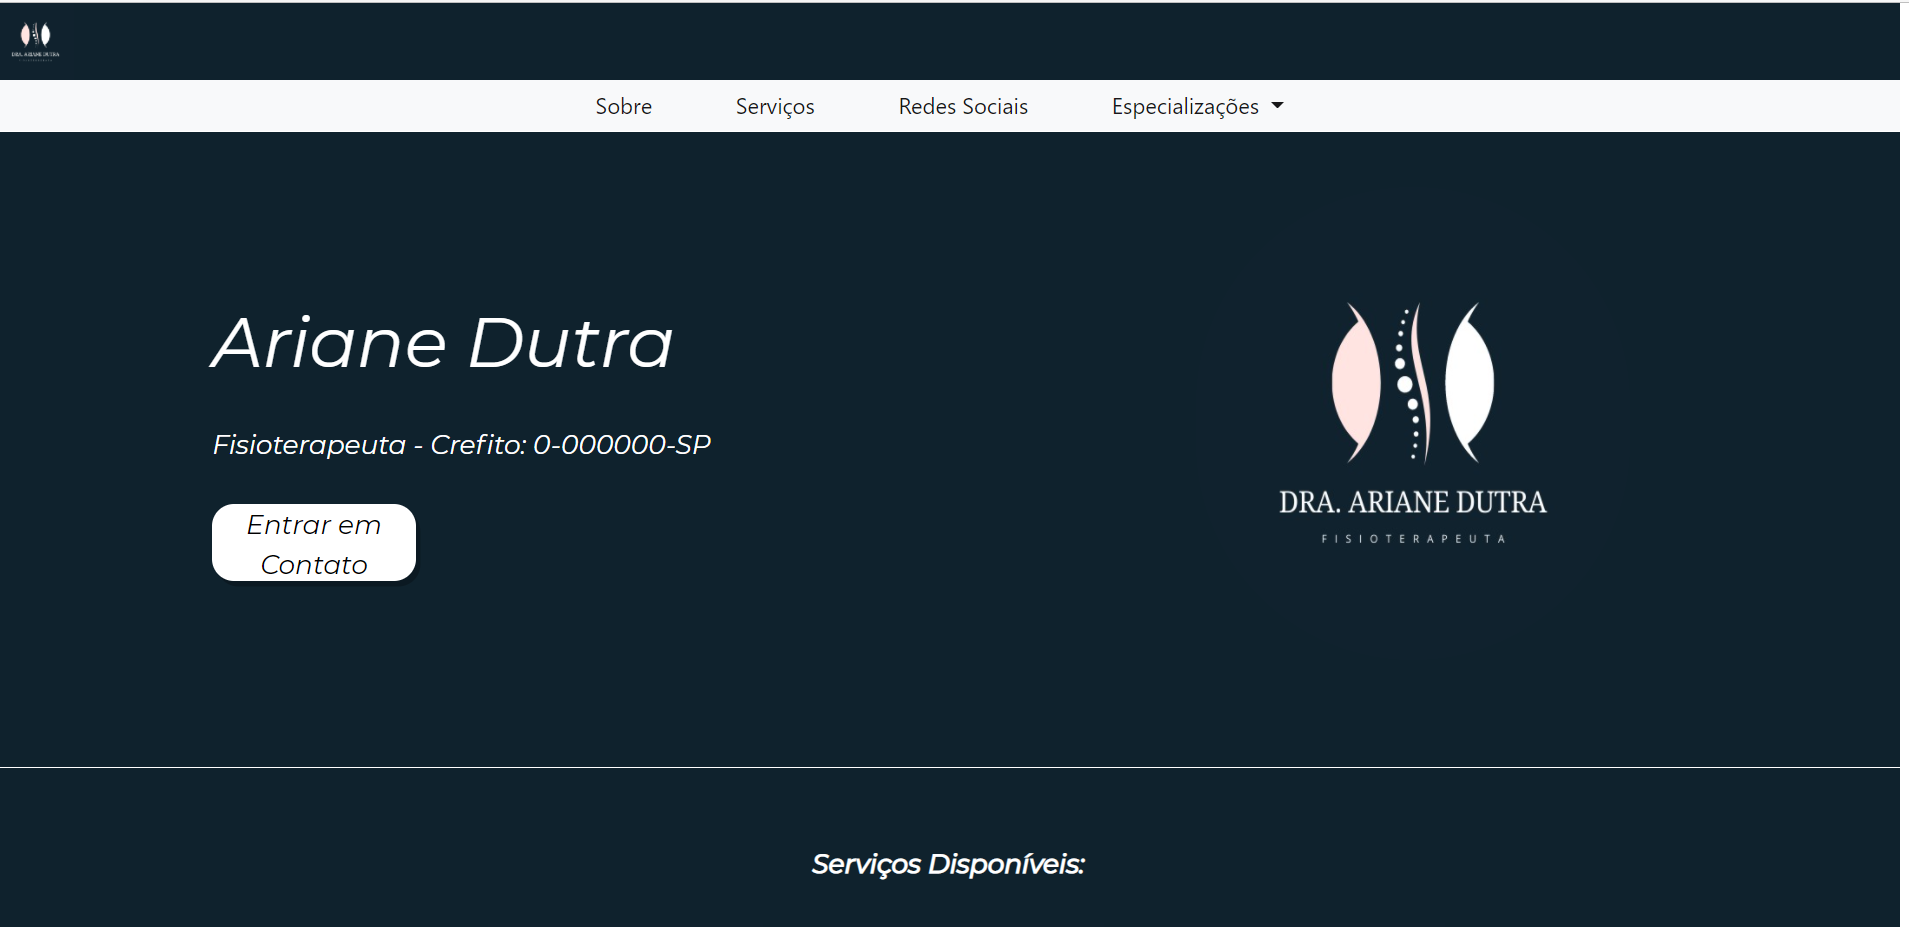 DRA. ARIANE DUTRA
Sobre Serviços Redes Sociais Especializações
Ariane Dutra
Fisioterapeuta - Crefito: 0-000000-SP
Entrar em
Contato
DRA. ARIANE DUTRA
FISIOTERAPEUTA
Serviços Disponíveis: